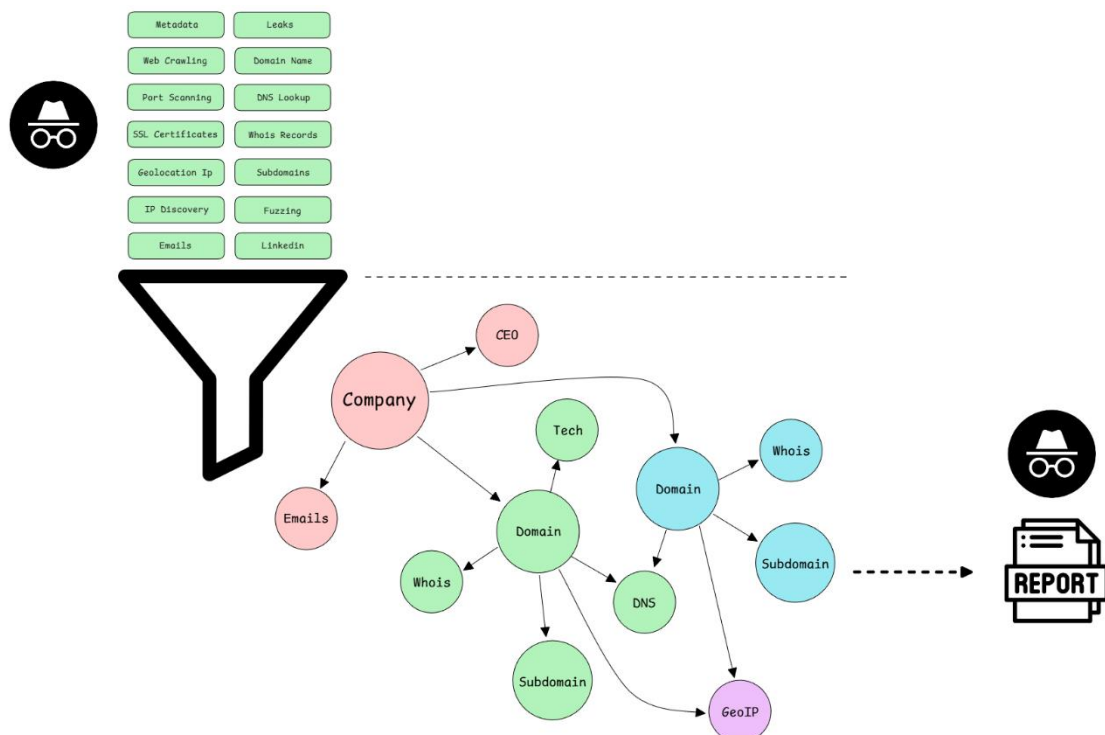 Metadata
Leaks
Web Crawling
Domain Name
Port Scanning
DNS Lookup
SSL Certificates
Whois Records
Geolocation Ip
Subdomains
IP Discovery
Fuzzing
Emails
Linkedin
CEO
Company
Tech
Whois
Domain
Emails
Domain
Subdomain
Whois
DNS
REPORT
Subdomain
GeoIP